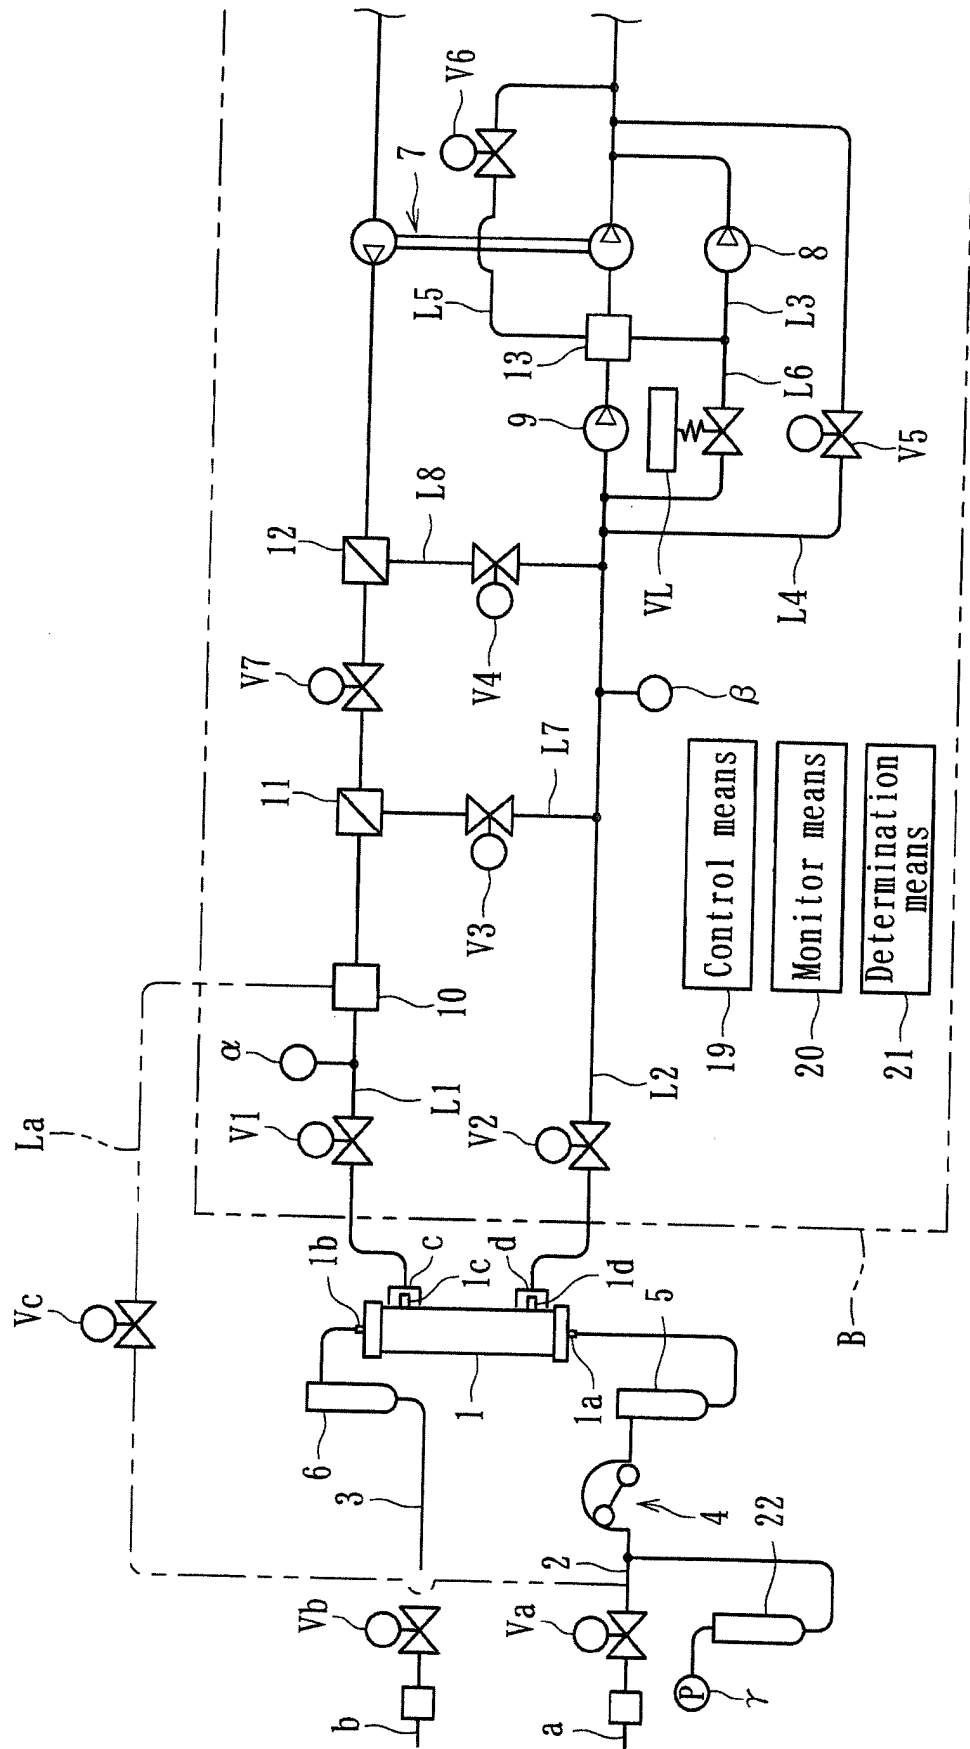 V6
7
L5
13
9
8
L3
L6
V5
VL
L4
12
L8
V4
V7
β
11
L7
V3
10
α
L1
V1
La
L2
V2
19
Control means
20
Monitor means
21
Determination
means
Vc
1b
c
1c
d
1d
1
1a
5
6
B
3
4
2
22
Vb
Va
P
γ
b
a